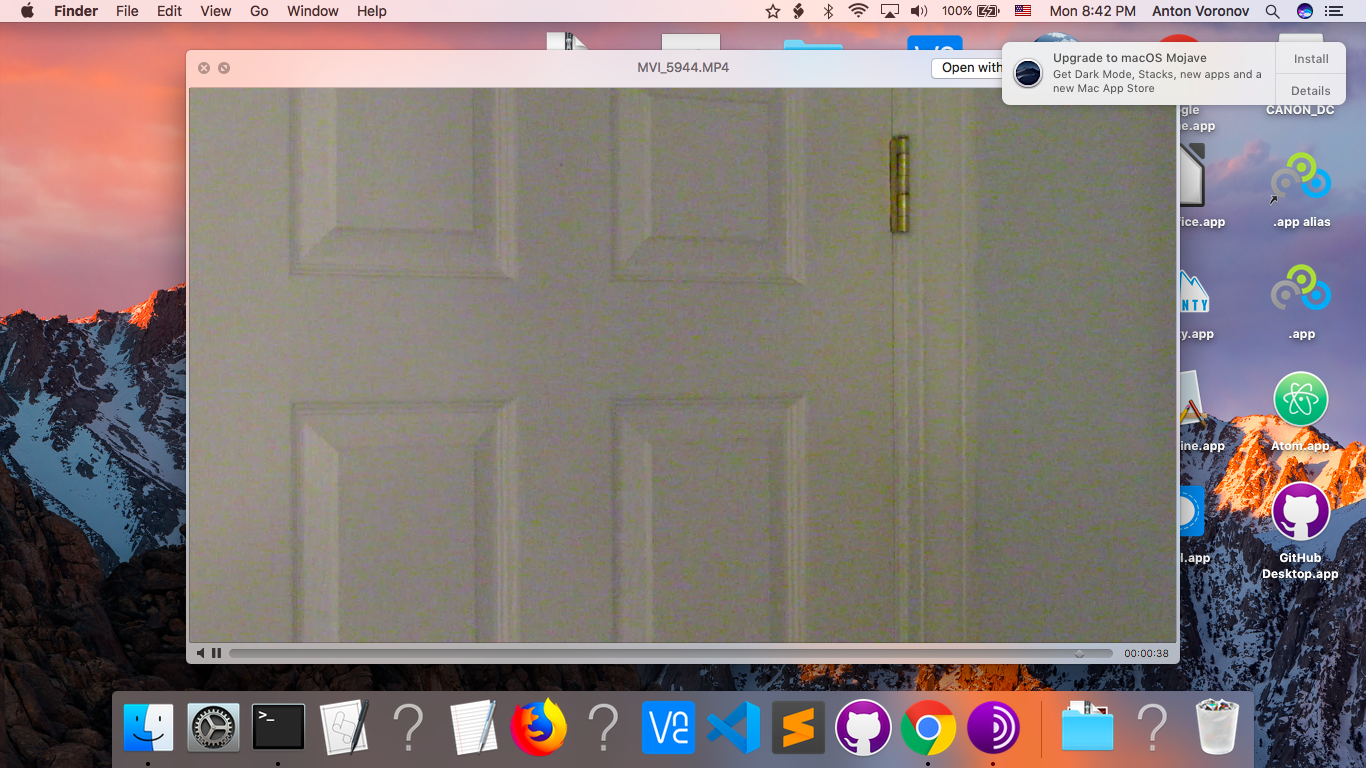 Finder File Edit View Go Window Help 100% Mon 8:42 PM Anton Voronov
MVI_5944.MP4
Open with
Upgrade to macOS Mojave
Get Dark Mode, Stacks, new apps and a
new Mac App Store
Install
Details
gle
ne.app
CANON_DC
ice.app
.app alias
NTY
y.app
.app
ine.app
Atom.app
l.app
GitHub
Desktop.app
00:00:38
>_